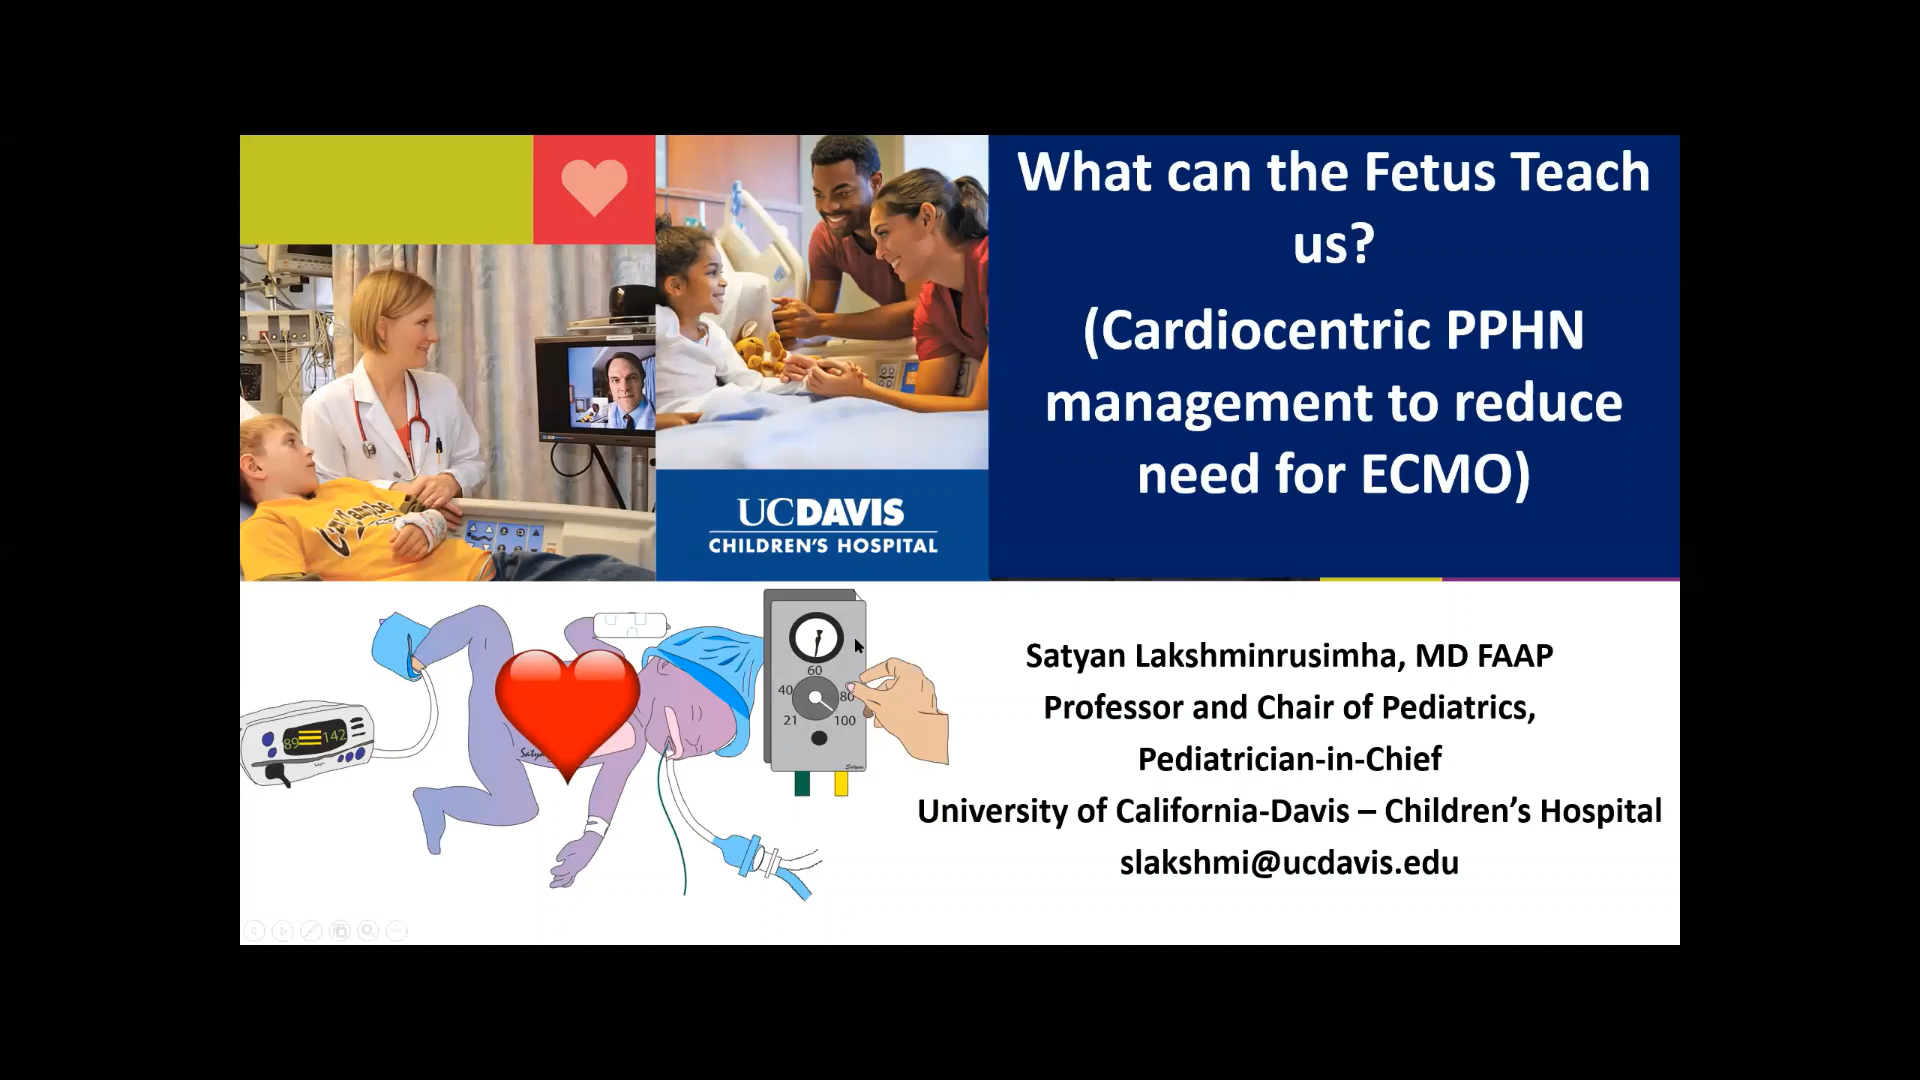 What can the Fetus Teach
us?
(Cardiocentric PPHN
management to reduce
need for ECMO)
UCDAVIS
CHILDREN'S HOSPITAL
Satyan Lakshminrusimha, MD FAAP
Professor and Chair of Pediatrics,
Pediatrician-in-Chief
University of California-Davis – Children's Hospital
slakshmi@ucdavis.edu
89 142
60
40 80
21 100
Satyan